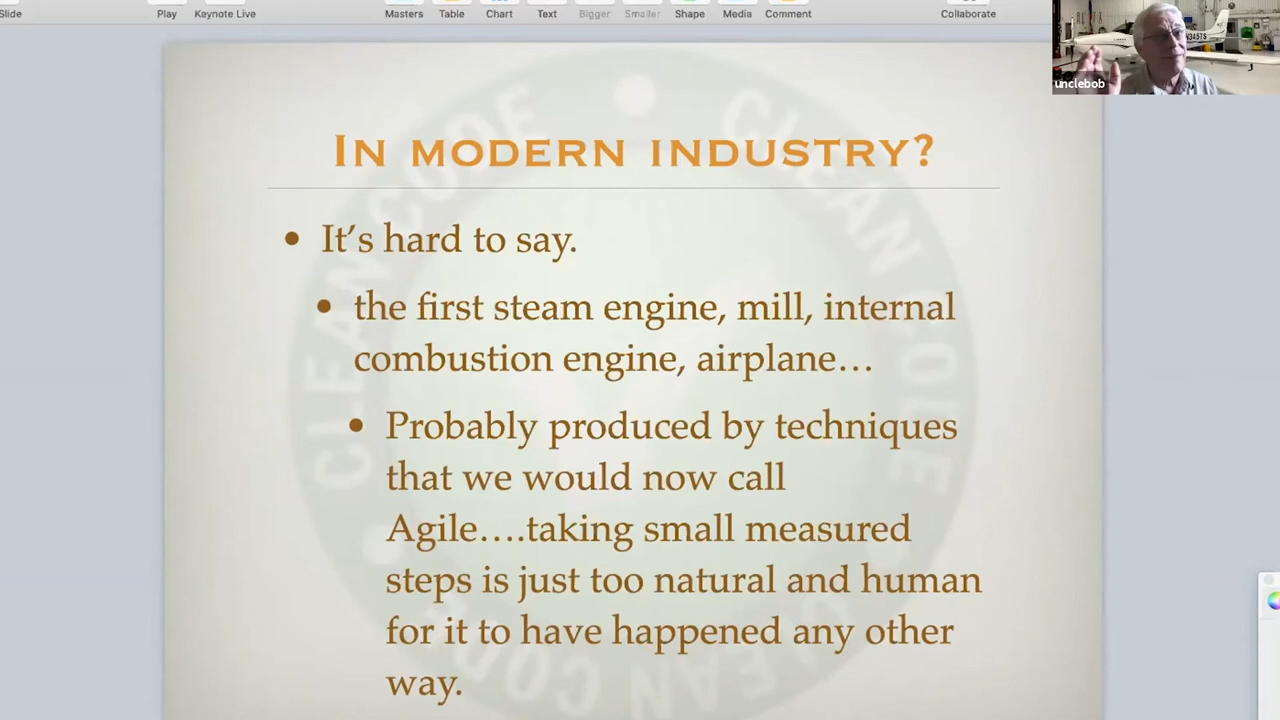 Slide
Play
Keynote Live
Masters
Table
Chart
Text
Bigger
Smaller
Shape
Media
Comment
Collaborate
unclebob
IN MODERN INDUSTRY?
• It’s hard to say.
• the first steam engine, mill, internal
combustion engine, airplane…
• Probably produced by techniques
that we would now call
Agile….taking small measured
steps is just too natural and human
for it to have happened any other
way.
CLEAN CODE
CLEAN